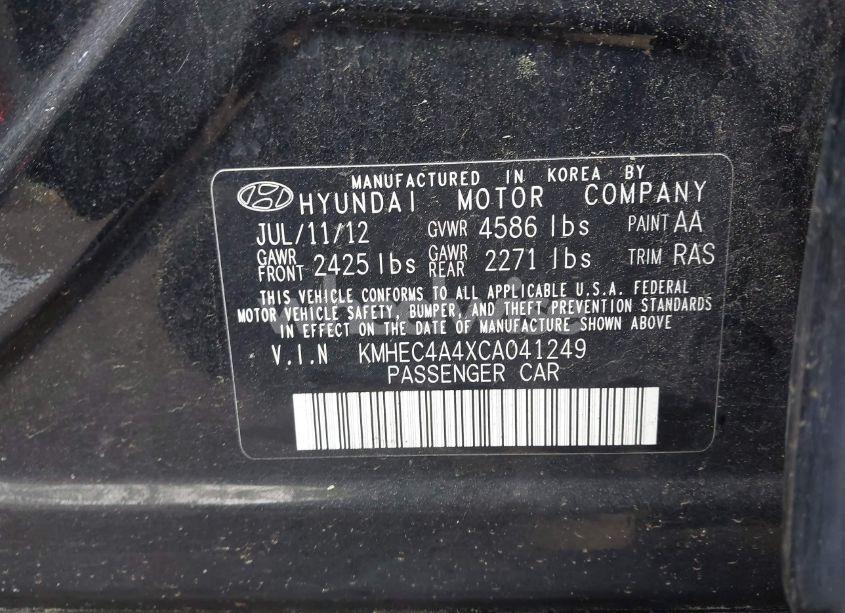 MANUFACTURED IN KOREA BY
HYUNDAI MOTOR COMPANY
JUL/11/12 GVWR 4586 lbs PAINT AA
GAWR FRONT 2425 lbs GAWR REAR 2271 lbs TRIM RAS
THIS VEHICLE CONFORMS TO ALL APPLICABLE U.S.A. FEDERAL
MOTOR VEHICLE SAFETY, BUMPER, AND THEFT PREVENTION STANDARDS
IN EFFECT ON THE DATE OF MANUFACTURE SHOWN ABOVE
V.I.N KMHEC4A4XCA041249
PASSENGER CAR